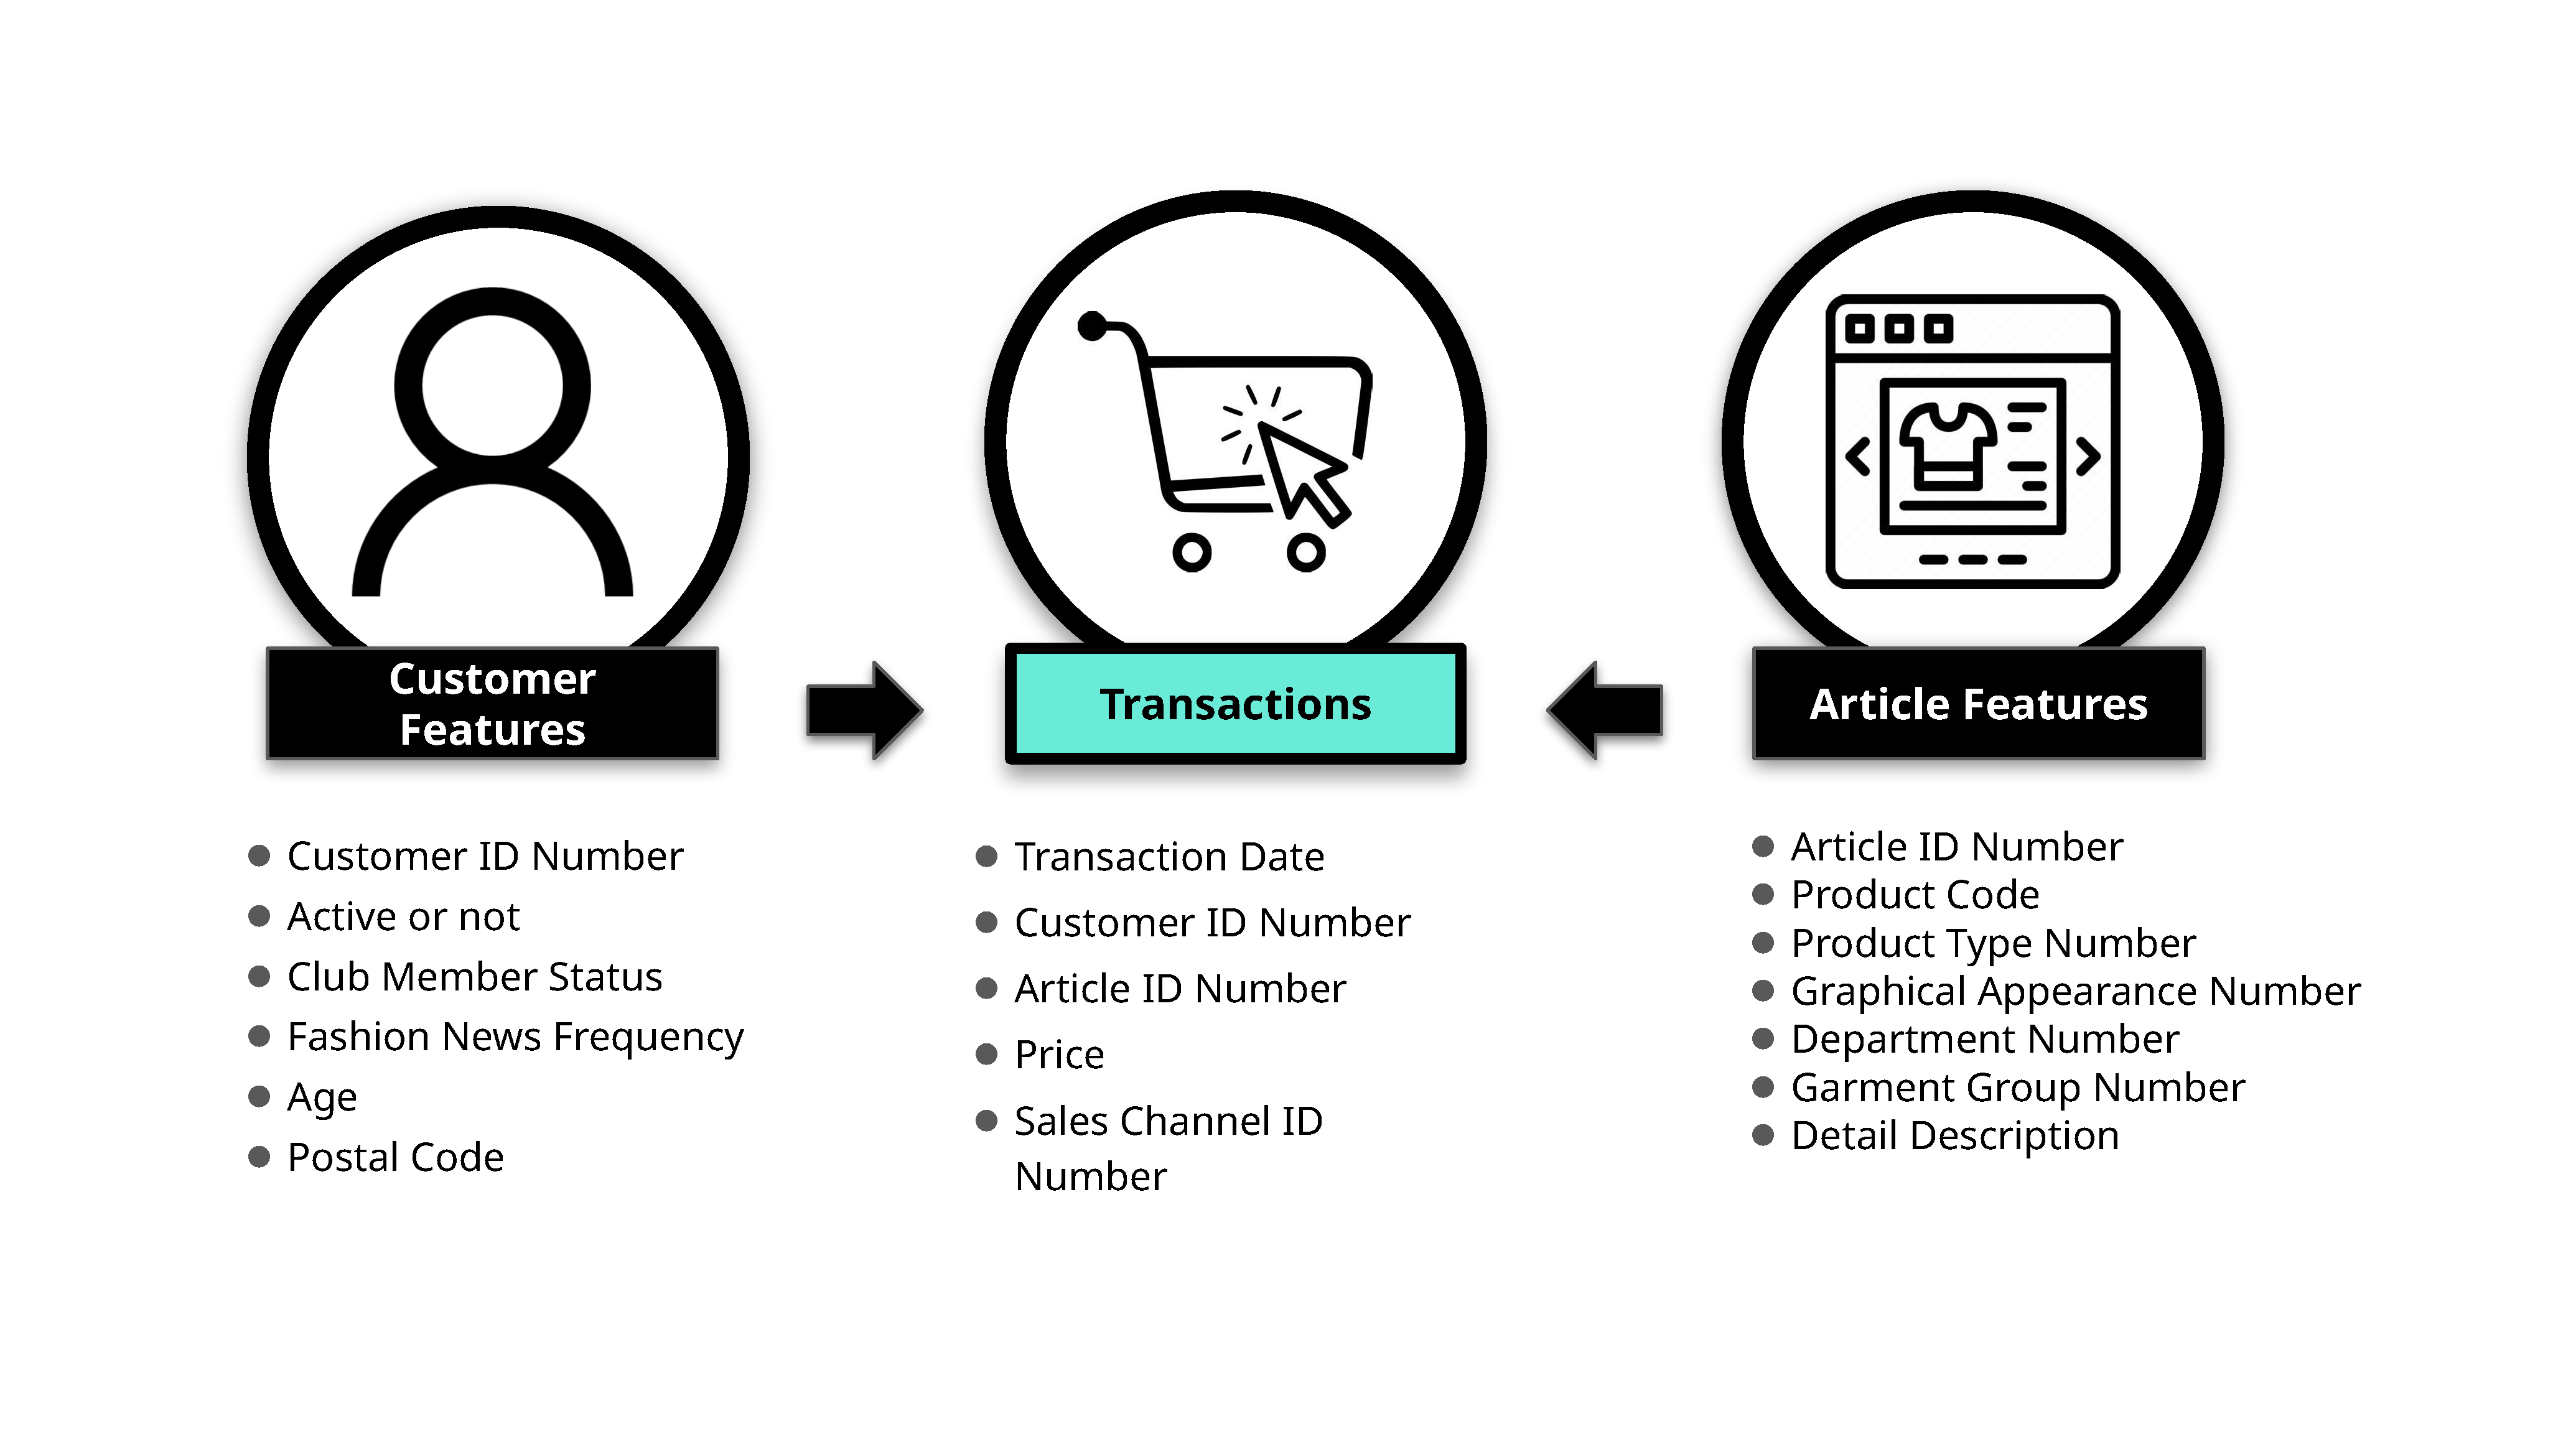 Customer
Features
Transactions
Article Features
Customer ID Number
Active or not
Club Member Status
Fashion News Frequency
Age
Postal Code
Transaction Date
Customer ID Number
Article ID Number
Price
Sales Channel ID
Number
Article ID Number
Product Code
Product Type Number
Graphical Appearance Number
Department Number
Garment Group Number
Detail Description